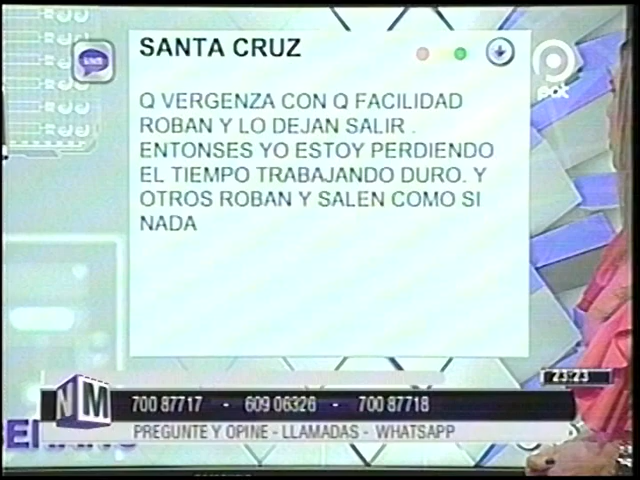 SANTA CRUZ
Q VERGENZA CON Q FACILIDAD
ROBAN Y LO DEJAN SALIR .
ENTONSES YO ESTOY PERDIENDO
EL TIEMPO TRABAJANDO DURO. Y
OTROS ROBAN Y SALEN COMO SI
NADA
pat
23:23
NM
700 87717 - 609 06326 - 700 87718
PREGUNTE Y OPINE - LLAMADAS - WHATSAPP